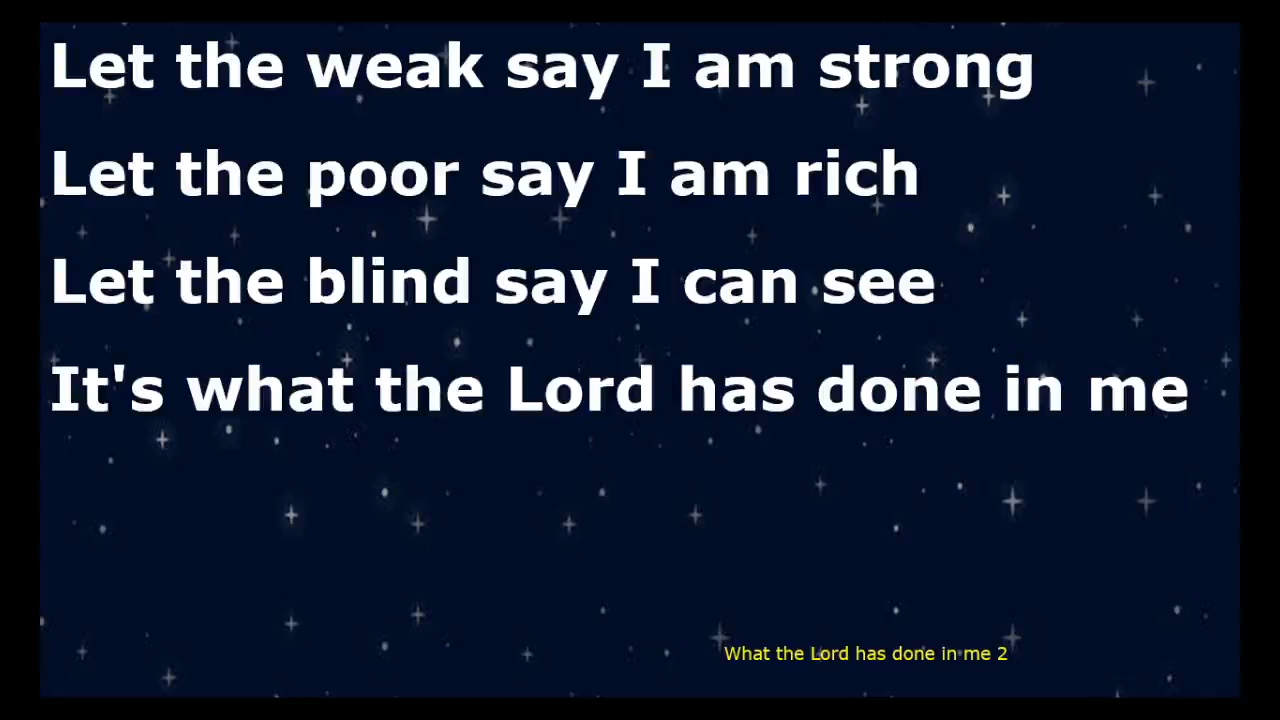 Let the weak say I am strong
Let the poor say I am rich
Let the blind say I can see
It's what the Lord has done in me
What the Lord has done in me 2